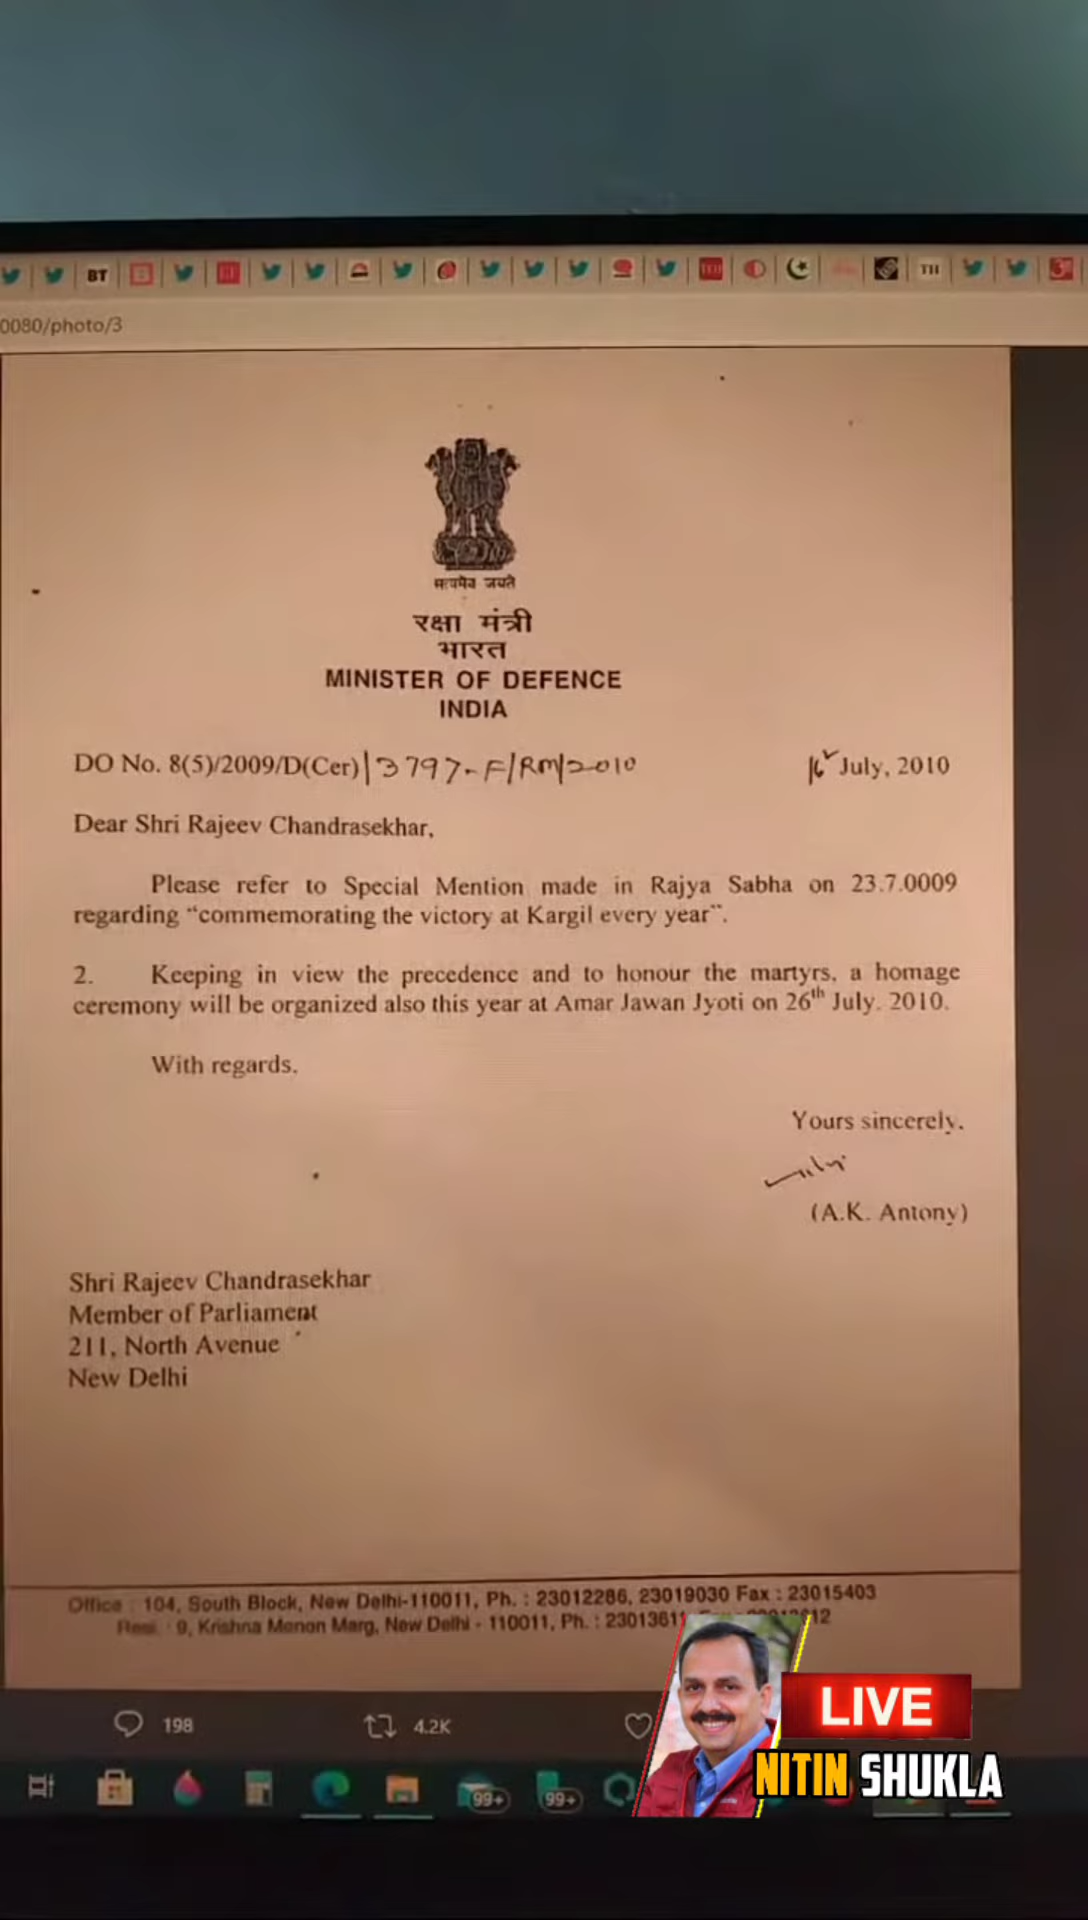 BT
TH
0080/photo/3
सत्यमेव जयते
रक्षा मंत्री
भारत
MINISTER OF DEFENCE
INDIA
DO No. 8(5)/2009/D(Cer)/3797-F/RM/2010
16 July, 2010
Dear Shri Rajeev Chandrasekhar,
Please refer to Special Mention made in Rajya Sabha on 23.7.0009
regarding "commemorating the victory at Kargil every year".
2. Keeping in view the precedence and to honour the martyrs, a homage
ceremony will be organized also this year at Amar Jawan Jyoti on 26th July, 2010.
With regards,
Yours sincerely,
(A.K. Antony)
Shri Rajeev Chandrasekhar
Member of Parliament
211, North Avenue
New Delhi
Office : 104, South Block, New Delhi-110011, Ph. : 23012286, 23019030 Fax : 23015403
Resi. : 9, Krishna Menon Marg, New Delhi - 110011, Ph. : 2301361
198
4.2K
99+
99+
LIVE
NITIN SHUKLA